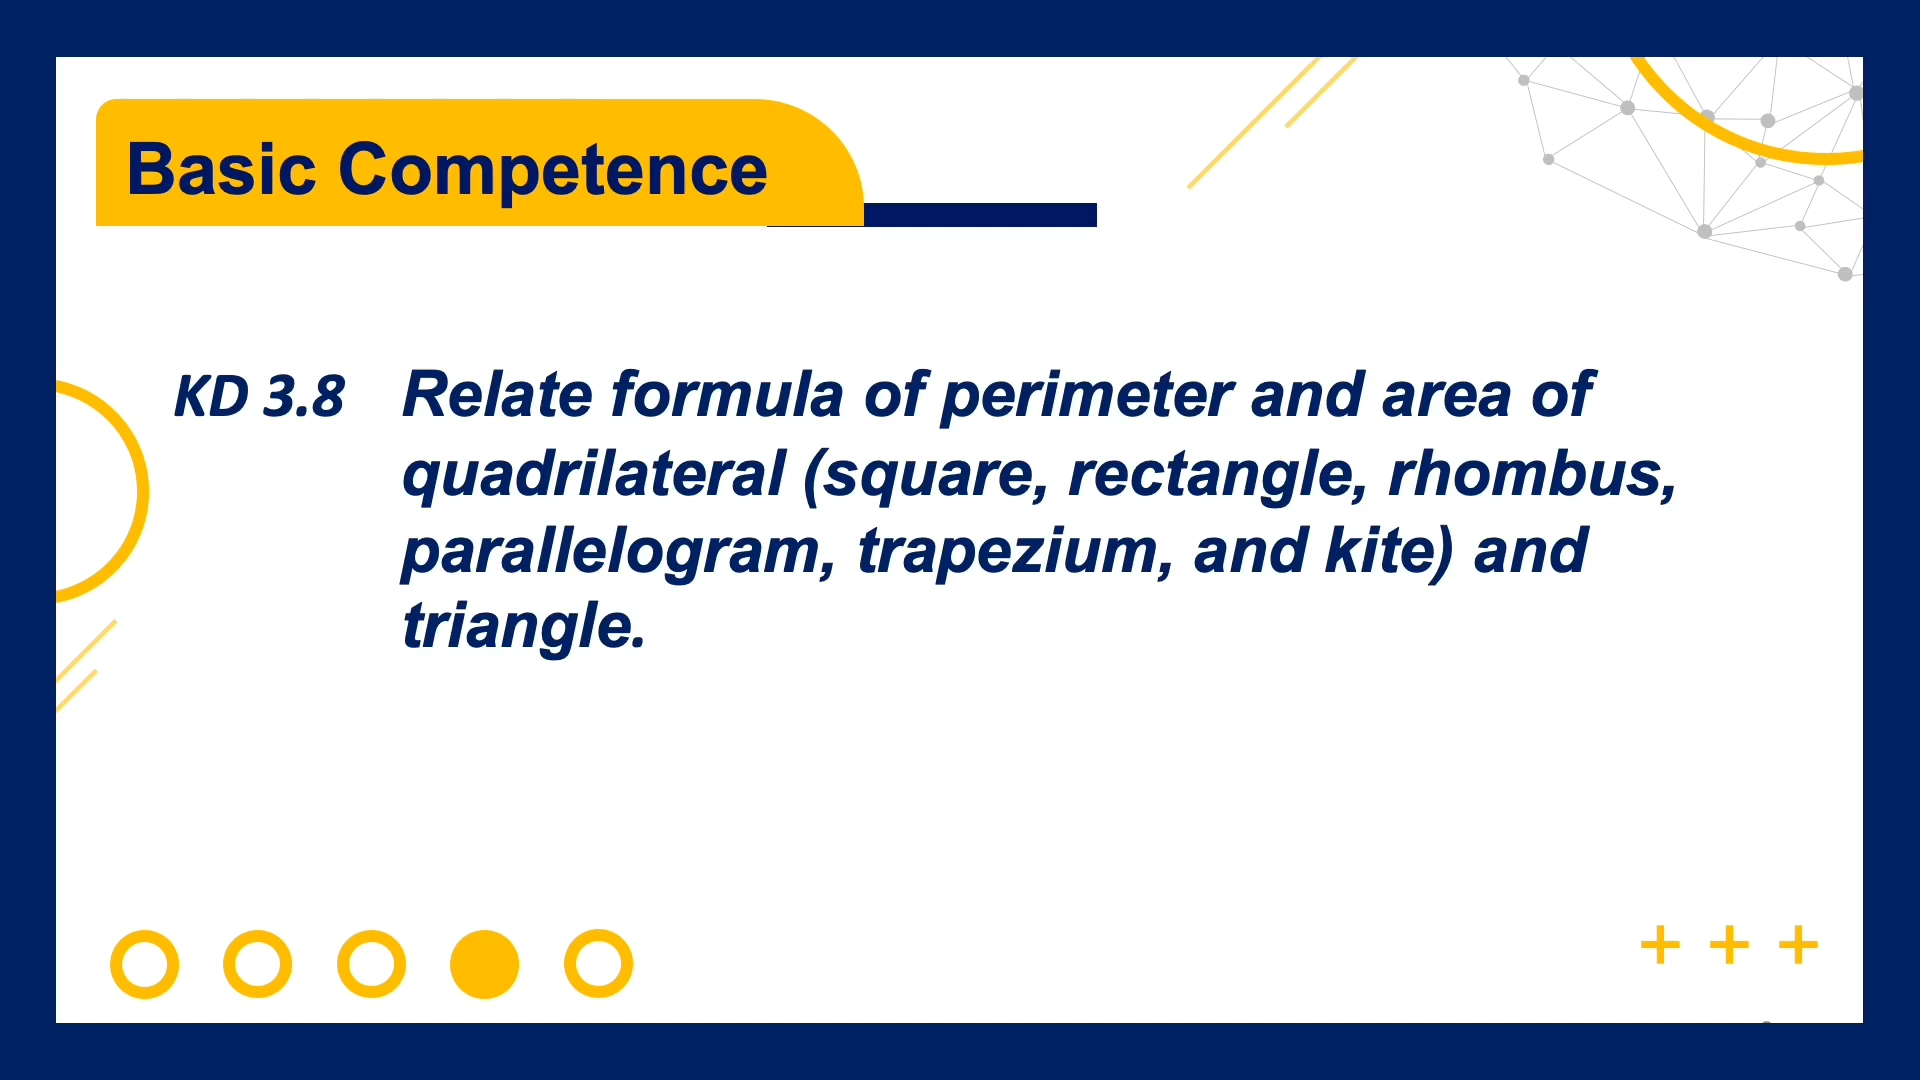 Basic Competence
KD 3.8 Relate formula of perimeter and area of
quadrilateral (square, rectangle, rhombus,
parallelogram, trapezium, and kite) and
triangle.